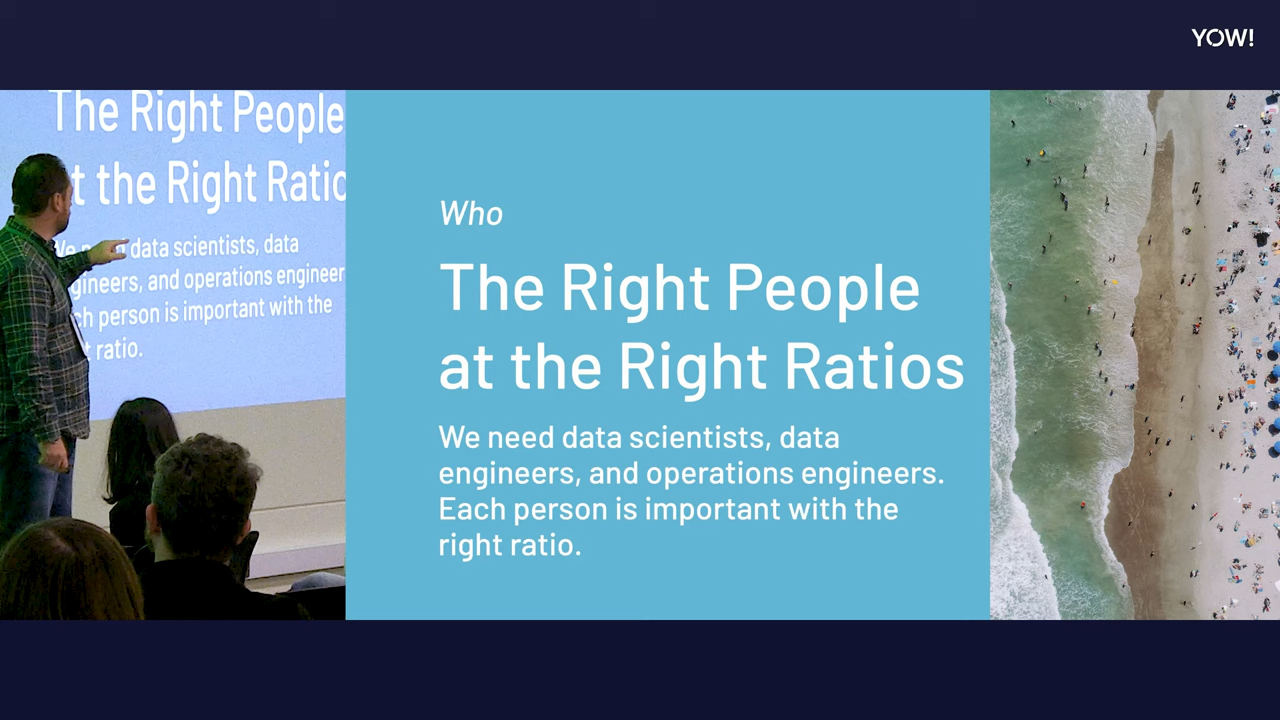 YOW!
The Right People
t the Right Ratio
We need data scientists, data
gineers, and operations engineer
ch person is important with the
t ratio.
Who
The Right People
at the Right Ratios
We need data scientists, data
engineers, and operations engineers.
Each person is important with the
right ratio.